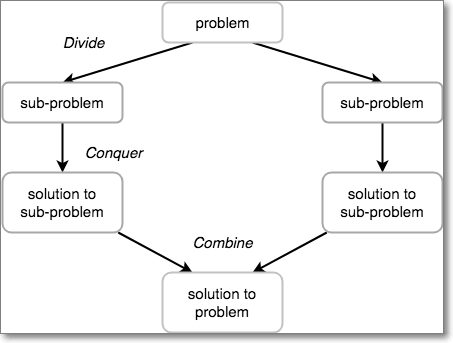 problem
Divide
sub-problem
sub-problem
Conquer
solution to
sub-problem
solution to
sub-problem
Combine
solution to
problem